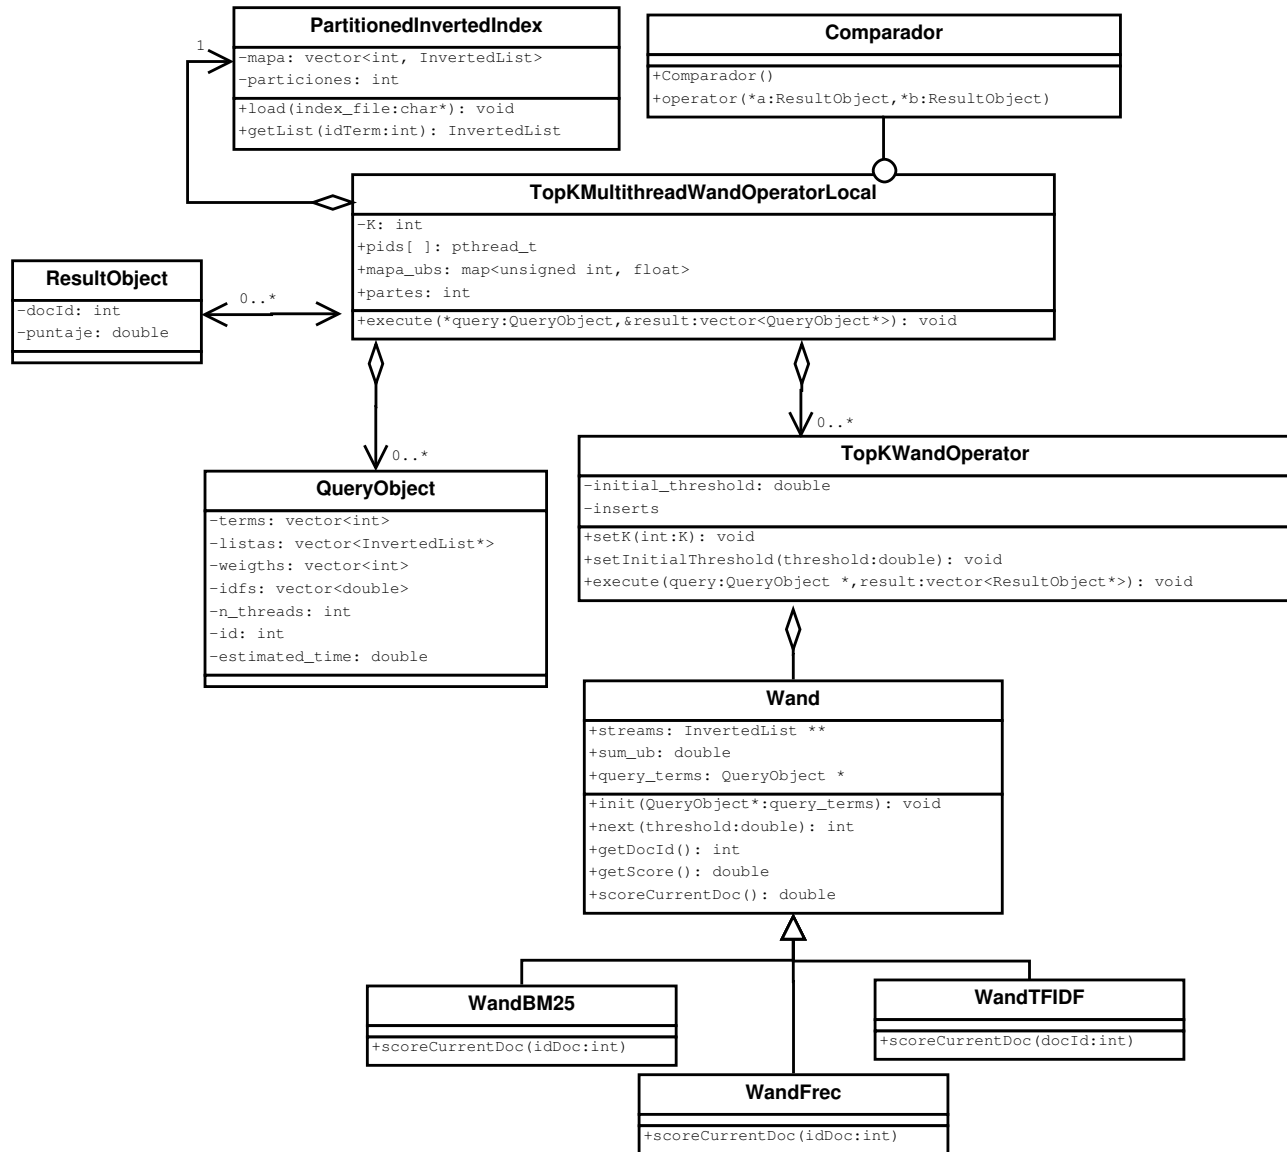 PartitionedInvertedIndex
-mapa: vector<int, InvertedList>
-particiones: int
+load(index_file:char*): void
+getList(idTerm:int): InvertedList
1
Comparador
+Comparador()
+operator(*a:ResultObject,*b:ResultObject)
TopKMultithreadWandOperatorLocal
-K: int
+pids[ ]: pthread_t
+mapa_ubs: map<unsigned int, float>
+partes: int
+execute(*query:QueryObject,&result:vector<QueryObject*>): void
ResultObject
-docId: int
-puntaje: double
0..*
0..*
0..*
QueryObject
-terms: vector<int>
-listas: vector<InvertedList*>
-weigths: vector<int>
-idfs: vector<double>
-n_threads: int
-id: int
-estimated_time: double
TopKWandOperator
-initial_threshold: double
-inserts
+setK(int:K): void
+setInitialThreshold(threshold:double): void
+execute(query:QueryObject *,result:vector<ResultObject*>): void
Wand
+streams: InvertedList **
+sum_ub: double
+query_terms: QueryObject *
+init(QueryObject*:query_terms): void
+next(threshold:double): int
+getDocId(): int
+getScore(): double
+scoreCurrentDoc(): double
WandBM25
+scoreCurrentDoc(idDoc:int)
WandTFIDF
+scoreCurrentDoc(docId:int)
WandFrec
+scoreCurrentDoc(idDoc:int)